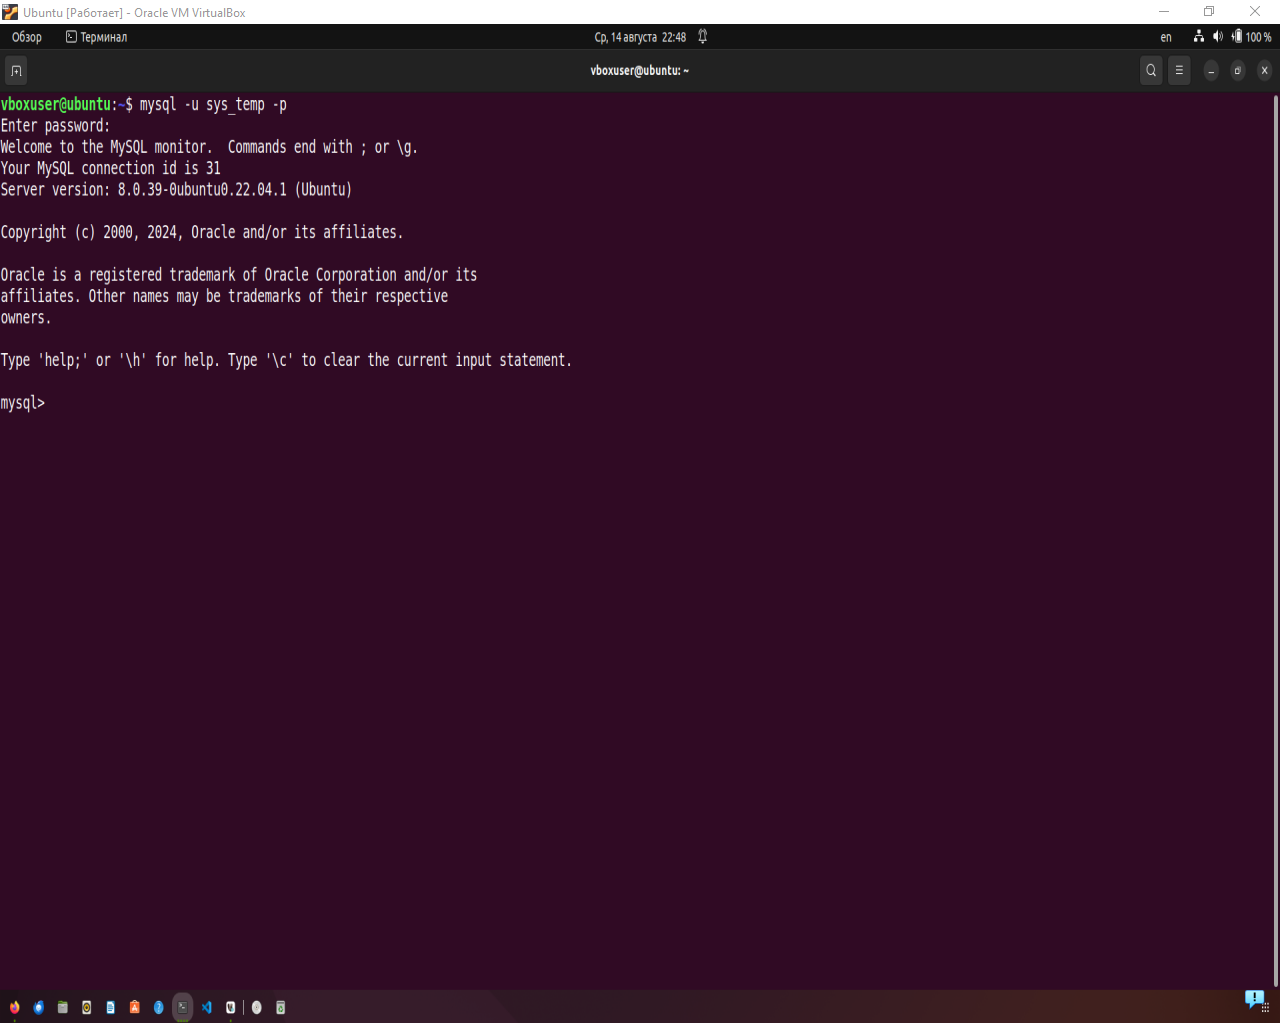 Ubuntu [Работает] - Oracle VM VirtualBox
Обзор Терминал Ср, 14 августа 22:48 en 100 %
vboxuser@ubuntu: ~
vboxuser@ubuntu:~$ mysql -u sys_temp -p
Enter password:
Welcome to the MySQL monitor.  Commands end with ; or \g.
Your MySQL connection id is 31
Server version: 8.0.39-0ubuntu0.22.04.1 (Ubuntu)
Copyright (c) 2000, 2024, Oracle and/or its affiliates.
Oracle is a registered trademark of Oracle Corporation and/or its
affiliates. Other names may be trademarks of their respective
owners.
Type 'help;' or '\h' for help. Type '\c' to clear the current input statement.
mysql>